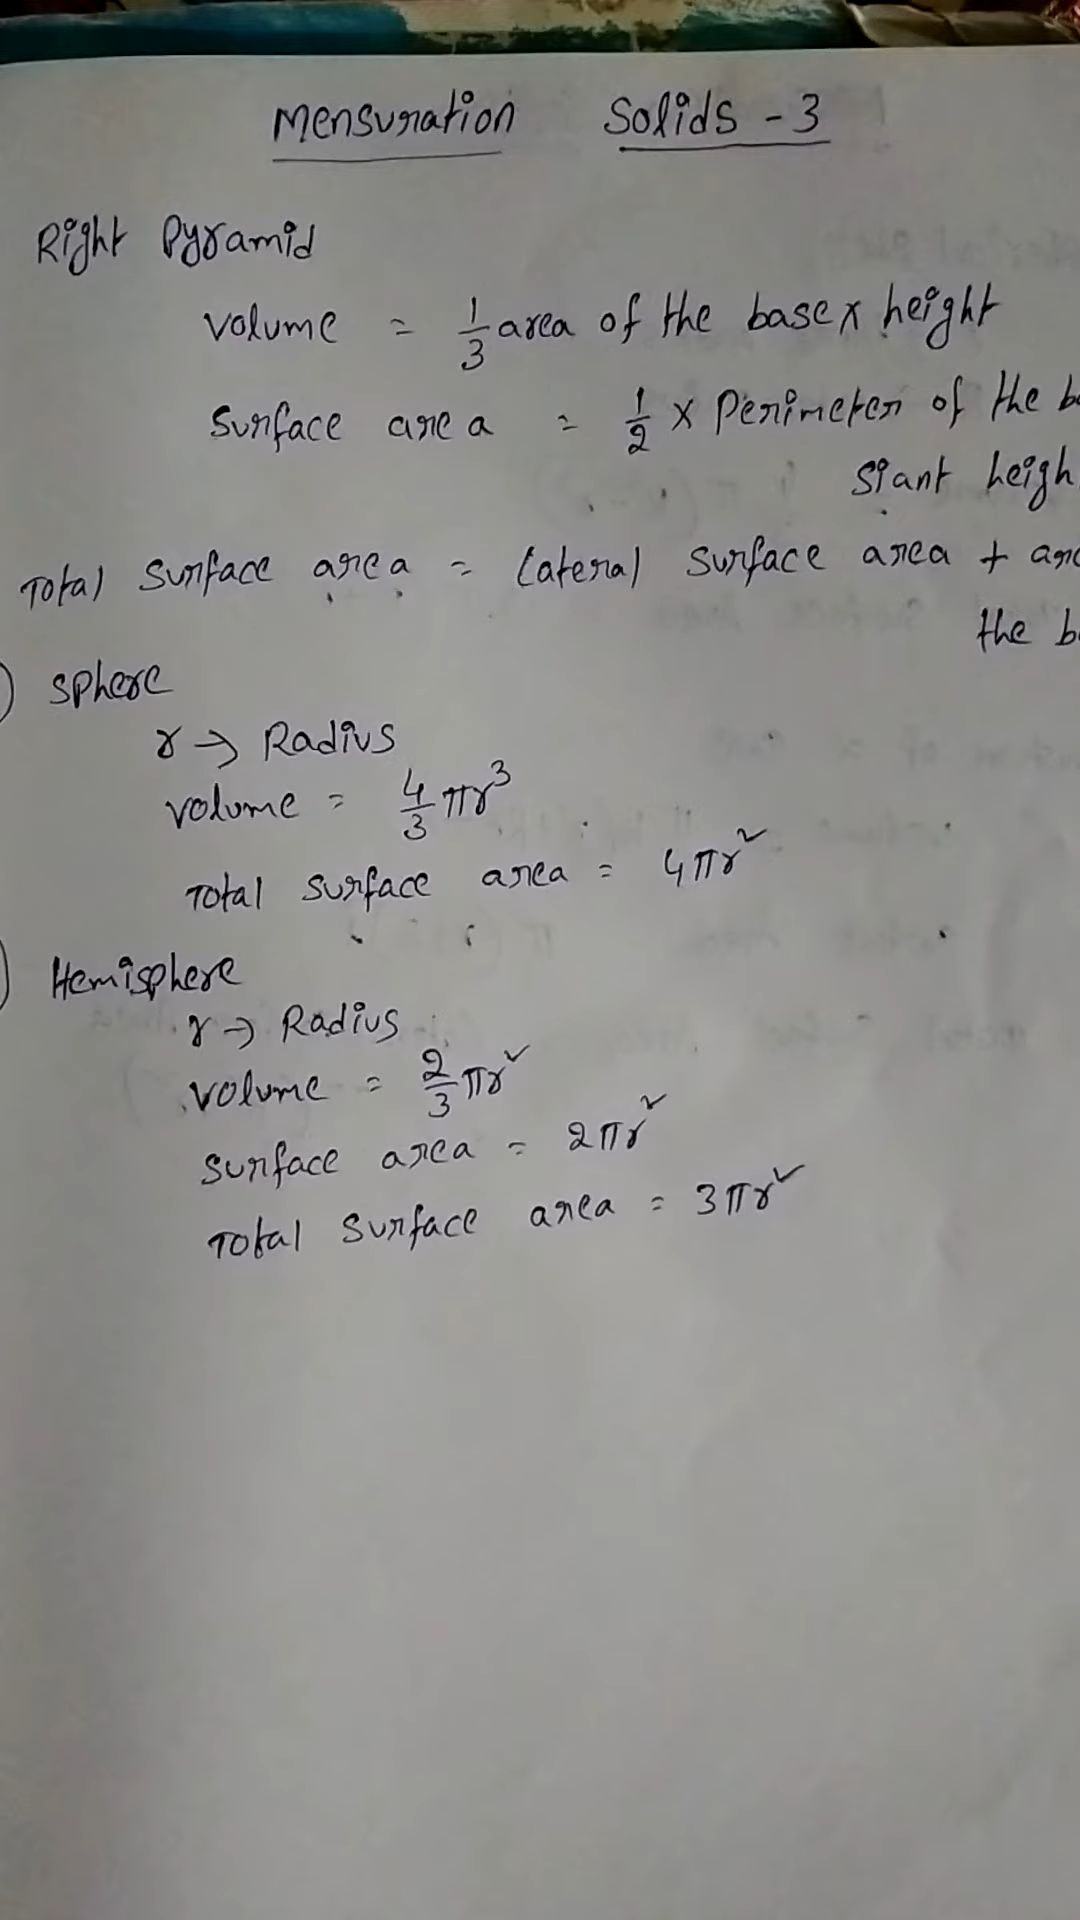 Mensuration Solids - 3
Right Pyramid
volume = 1/3 area of the base x height
Surface area = 1/2 x Perimeter of the
Slant heigh
Total surface area = Lateral surface area +
the
Sphere
r → Radius
volume = 4/3 πr³
Total surface area = 4πr²
Hemisphere
r → Radius
volume = 2/3 πr²
surface area = 2πr²
Total surface area = 3πr²